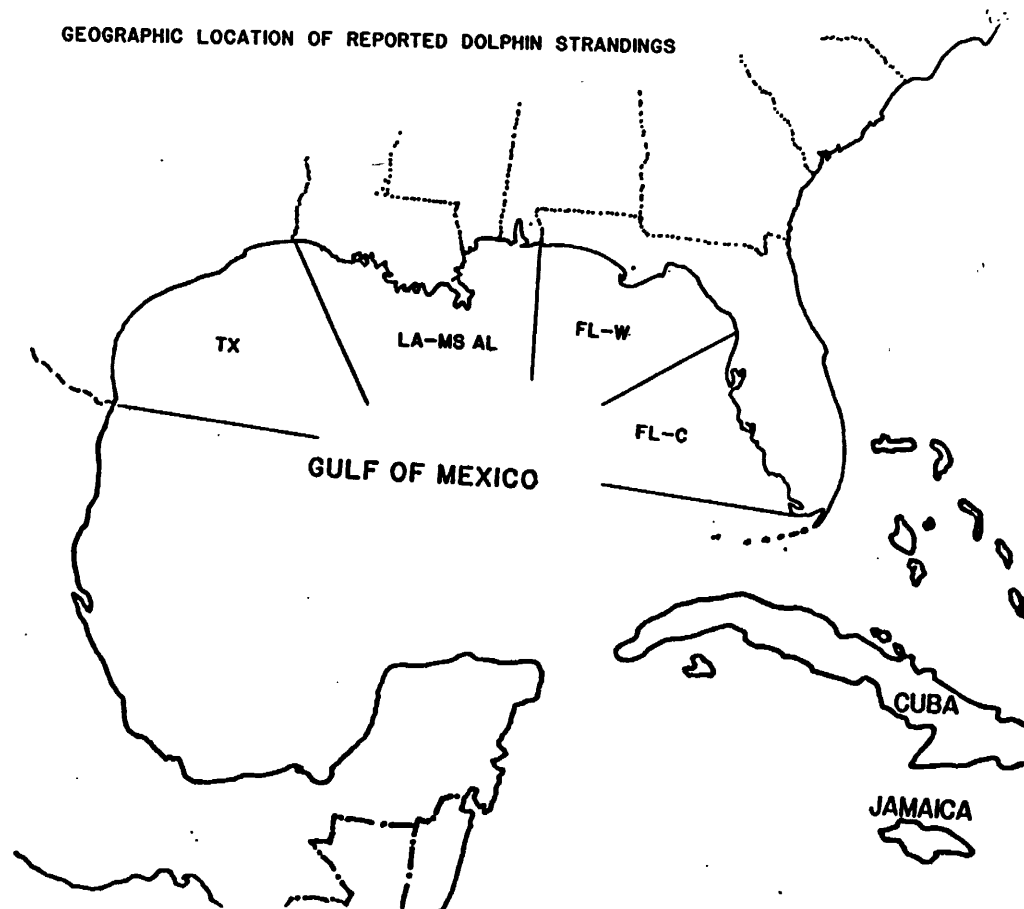 GEOGRAPHIC LOCATION OF REPORTED DOLPHIN STRANDINGS
TX
LA-MS AL
FL-W
FL-C
GULF OF MEXICO
CUBA
JAMAICA